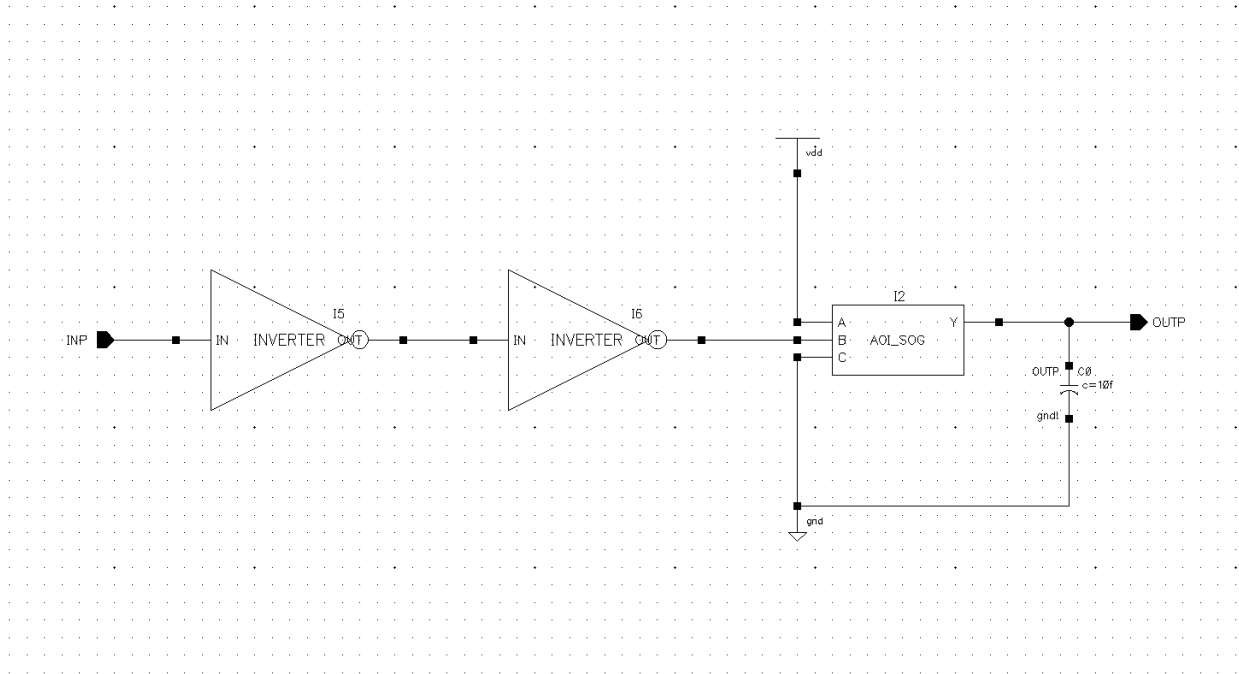 vdd
I5
I6
I2
INP
IN
INVERTER
OUT
IN
INVERTER
OUT
A
B
C
AOI_SOG
Y
OUTP
OUTP
C0
c=10f
gnd!
gnd